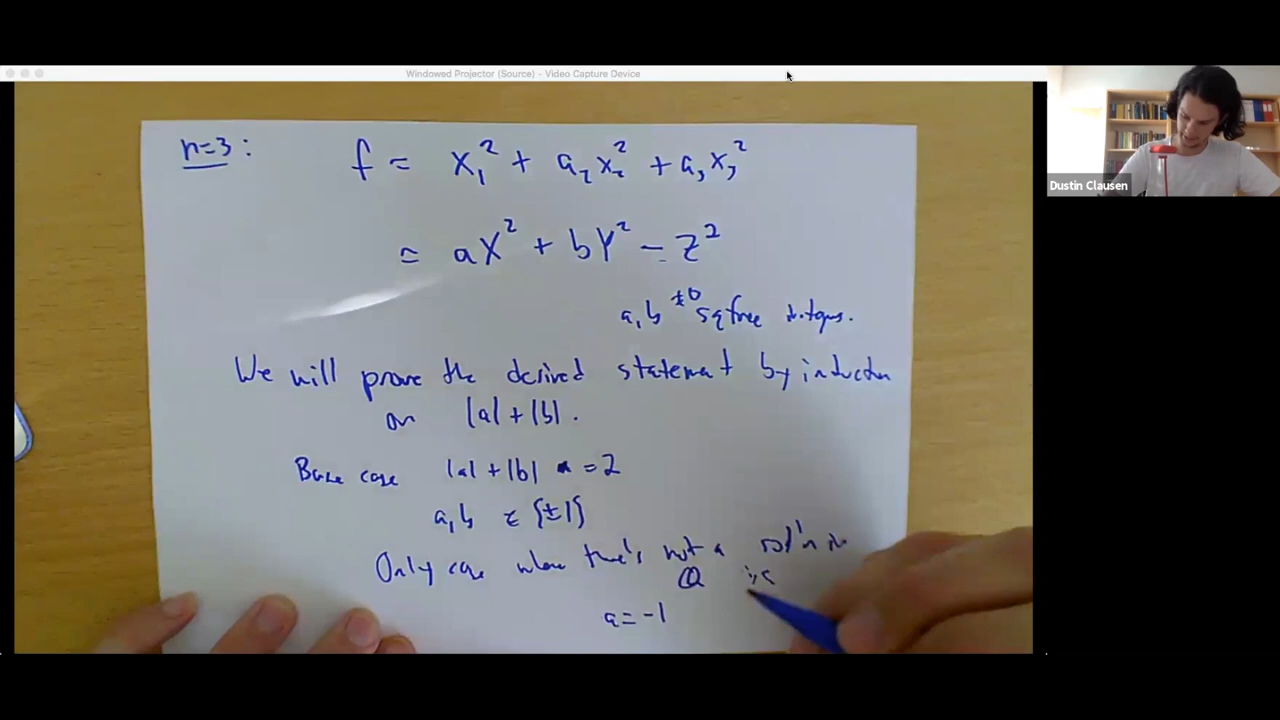 Windowed Projector (Source) - Video Capture Device
Dustin Clausen
n=3: f = x₁² + a₂x₂² + a₃x₃²
= aX² + bY² - Z²
a,b ≠0 sqfree integers.
We will prove the desired statement by induction
on |a|+|b|.
Base case |a|+|b| = 2
a,b ∈ {±1}
Only case where there's not a sol'n in
Q is
a=-1